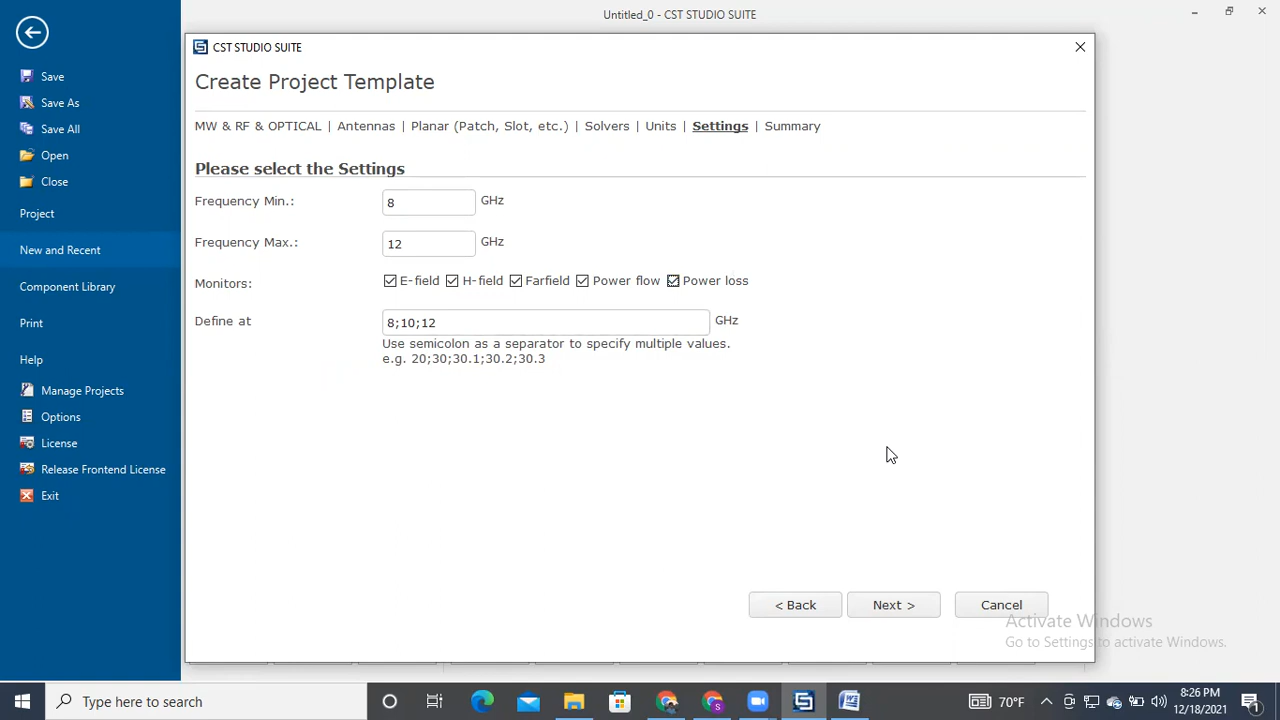 Untitled_0 - CST STUDIO SUITE
Save
Save As
Save All
Open
Close
Project
New and Recent
Component Library
Print
Help
Manage Projects
Options
License
Release Frontend License
Exit
CST STUDIO SUITE
Create Project Template
MW & RF & OPTICAL | Antennas | Planar (Patch, Slot, etc.) | Solvers | Units | Settings | Summary
Please select the Settings
Frequency Min.: 8 GHz
Frequency Max.: 12 GHz
Monitors: E-field H-field Farfield Power flow Power loss
Define at 8;10;12 GHz
Use semicolon as a separator to specify multiple values.
e.g. 20;30;30.1;30.2;30.3
< Back Next > Cancel
Activate Windows
Go to Settings to activate Windows.
Type here to search
70°F
8:26 PM
12/18/2021
1